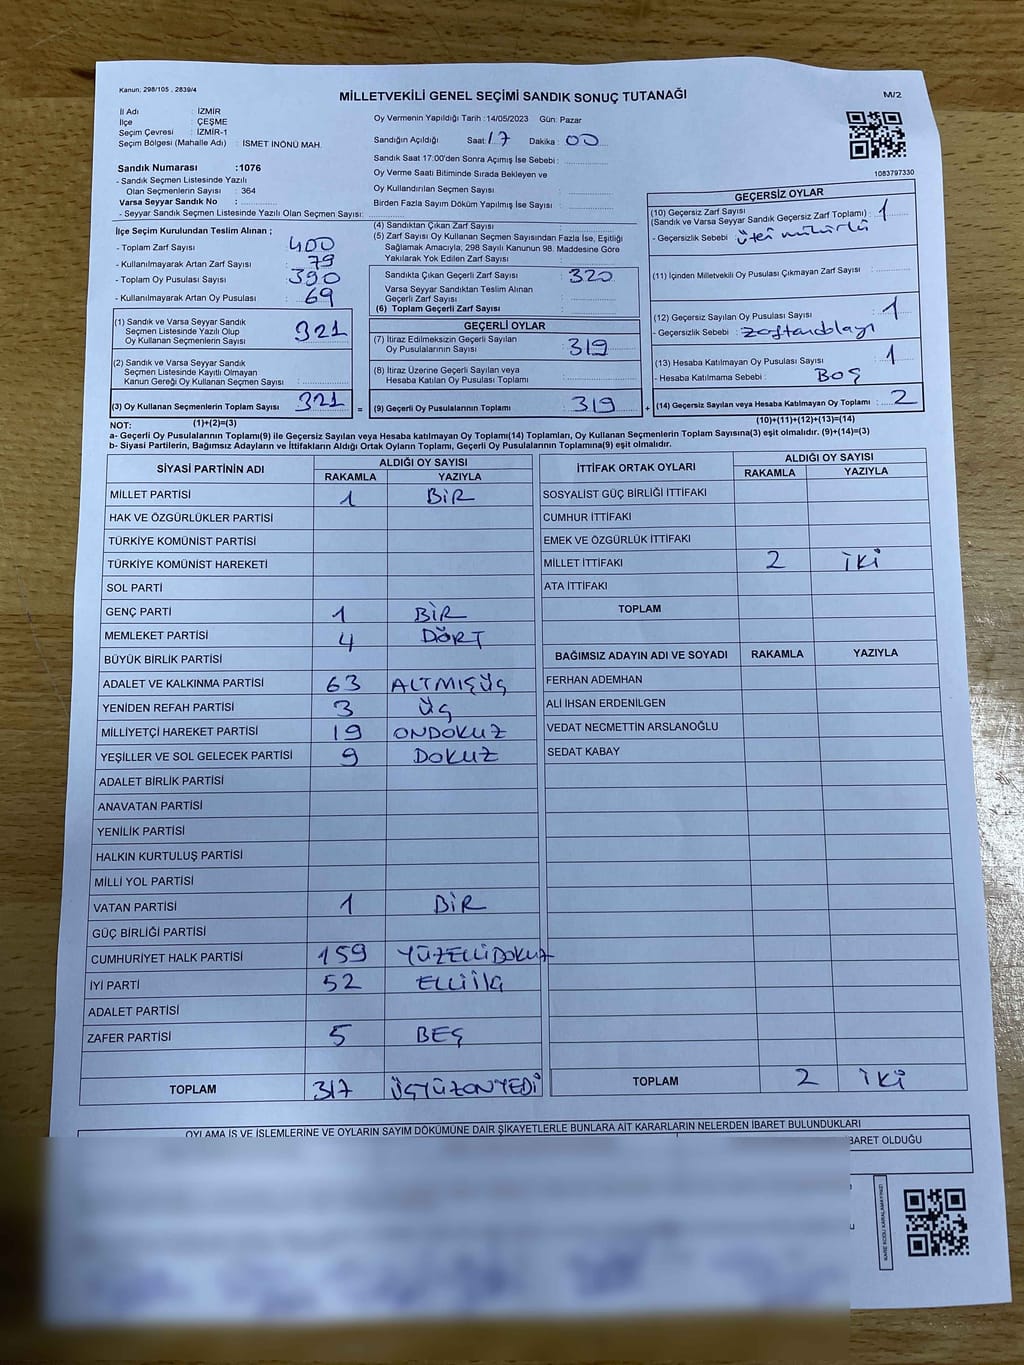 Kanun, 298/105 , 2839/4
MİLLETVEKİLİ GENEL SEÇİMİ SANDIK SONUÇ TUTANAĞI
M/2
İl Adı : İZMİR
İlçe : ÇEŞME
Seçim Çevresi : İZMİR-1
Seçim Bölgesi (Mahalle Adı) : İSMET İNÖNÜ MAH.
Sandık Numarası :1076
- Sandık Seçmen Listesinde Yazılı
Olan Seçmenlerin Sayısı : 364
Varsa Seyyar Sandık No :
- Seyyar Sandık Seçmen Listesinde Yazılı Olan Seçmen Sayısı:
Oy Vermenin Yapıldığı Tarih : 14/05/2023 Gün: Pazar
Sandığın Açıldığı Saat: 17 Dakika : 00
Sandık Saat 17:00'den Sonra Açımış İse Sebebi :
Oy Verme Saati Bitiminde Sırada Bekleyen ve
Oy Kullandırılan Seçmen Sayısı
Birden Fazla Sayım Döküm Yapılmış İse Sayısı :
1083797330
İlçe Seçim Kurulundan Teslim Alınan ;
- Toplam Zarf Sayısı : 400
- Kullanılmayarak Artan Zarf Sayısı : 79
- Toplam Oy Pusulası Sayısı : 390
- Kullanılmayarak Artan Oy Pusulası : 69
(1) Sandık ve Varsa Seyyar Sandık
Seçmen Listesinde Yazılı Olup
Oy Kullanan Seçmenlerin Sayısı : 321
(2) Sandık ve Varsa Seyyar Sandık
Seçmen Listesinde Kayıtlı Olmayan
Kanun Gereği Oy Kullanan Seçmen Sayısı :
(3) Oy Kullanan Seçmenlerin Toplam Sayısı : 321
(1)+(2)=(3)
(4) Sandıktan Çıkan Zarf Sayısı :
(5) Zarf Sayısı Oy Kullanan Seçmen Sayısından Fazla İse, Eşitliği
Sağlamak Amacıyla; 298 Sayılı Kanunun 98. Maddesine Göre
Yakılarak Yok Edilen Zarf Sayısı :
Sandıkta Çıkan Geçerli Zarf Sayısı : 320
Varsa Seyyar Sandıktan Teslim Alınan
Geçerli Zarf Sayısı :
(6) Toplam Geçerli Zarf Sayısı :
GEÇERLİ OYLAR
(7) İtiraz Edilmeksizin Geçerli Sayılan
Oy Pusulalarının Sayısı : 319
(8) İtiraz Üzerine Geçerli Sayılan veya
Hesaba Katılan Oy Pusulası Toplamı :
= (9) Geçerli Oy Pusulalarının Toplamı : 319 +
GEÇERSİZ OYLAR
(10) Geçersiz Zarf Sayısı
(Sandık ve Varsa Seyyar Sandık Geçersiz Zarf Toplamı) : 1
- Geçersizlik Sebebi : mühürlü
(11) İçinden Milletvekili Oy Pusulası Çıkmayan Zarf Sayısı :
(12) Geçersiz Sayılan Oy Pusulası Sayısı : 1
- Geçersizlik Sebebi : zaftandolayı
(13) Hesaba Katılmayan Oy Pusulası Sayısı : 1
- Hesaba Katılmama Sebebi : BOŞ
(14) Geçersiz Sayılan veya Hesaba Katılmayan Oy Toplamı : 2
(10)+(11)+(12)+(13)=(14)
NOT:
a- Geçerli Oy Pusulalarının Toplamı(9) ile Geçersiz Sayılan veya Hesaba katılmayan Oy Toplamı(14) Toplamları, Oy Kullanan Seçmenlerin Toplam Sayısına(3) eşit olmalıdır. (9)+(14)=(3)
b- Siyasi Partilerin, Bağımsız Adayların ve İttifakların Aldığı Ortak Oyların Toplamı, Geçerli Oy Pusulalarının Toplamına(9) eşit olmalıdır.
SİYASİ PARTİNİN ADI ALDIĞI OY SAYISI
RAKAMLA YAZIYLA
MİLLET PARTİSİ 1 BİR
HAK VE ÖZGÜRLÜKLER PARTİSİ
TÜRKİYE KOMÜNİST PARTİSİ
TÜRKİYE KOMÜNİST HAREKETİ
SOL PARTİ
GENÇ PARTİ 1 BİR
MEMLEKET PARTİSİ 4 DÖRT
BÜYÜK BİRLİK PARTİSİ
ADALET VE KALKINMA PARTİSİ 63 ALTMIŞÜÇ
YENİDEN REFAH PARTİSİ 3 ÜÇ
MİLLİYETÇİ HAREKET PARTİSİ 19 ONDOKUZ
YEŞİLLER VE SOL GELECEK PARTİSİ 9 DOKUZ
ADALET BİRLİK PARTİSİ
ANAVATAN PARTİSİ
YENİLİK PARTİSİ
HALKIN KURTULUŞ PARTİSİ
MİLLİ YOL PARTİSİ
VATAN PARTİSİ 1 BİR
GÜÇ BİRLİĞİ PARTİSİ
CUMHURİYET HALK PARTİSİ 159 YÜZELLİDOKUZ
İYİ PARTİ 52 ELLİİKİ
ADALET PARTİSİ
ZAFER PARTİSİ 5 BEŞ
TOPLAM 317 ÜÇYÜZONYEDİ
İTTİFAK ORTAK OYLARI ALDIĞI OY SAYISI
RAKAMLA YAZIYLA
SOSYALİST GÜÇ BİRLİĞİ İTTİFAKI
CUMHUR İTTİFAKI
EMEK VE ÖZGÜRLÜK İTTİFAKI
MİLLET İTTİFAKI 2 İKİ
ATA İTTİFAKI
TOPLAM
BAĞIMSIZ ADAYIN ADI VE SOYADI RAKAMLA YAZIYLA
FERHAN ADEMHAN
ALİ İHSAN ERDENİLGEN
VEDAT NECMETTİN ARSLANOĞLU
SEDAT KABAY
TOPLAM 2 İKİ
OYLAMA İŞ VE İŞLEMLERİNE VE OYLARIN SAYIM DÖKÜMÜNE DAİR ŞİKAYETLERLE BUNLARA AİT KARARLARIN NELERDEN İBARET BULUNDUKLARI
İBARET OLDUĞU
KARE KODU KARALAMAYINIZ!